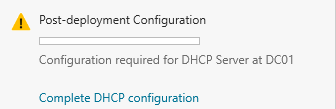 Post-deployment Configuration
Configuration required for DHCP Server at DC01
Complete DHCP configuration